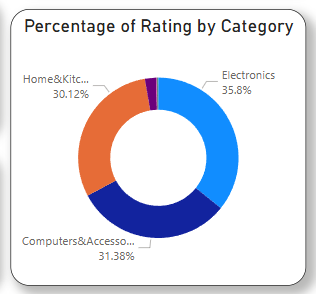 Percentage of Rating by Category
Electronics
35.8%
Home&Kitc...
30.12%
Computers&Accesso...
31.38%